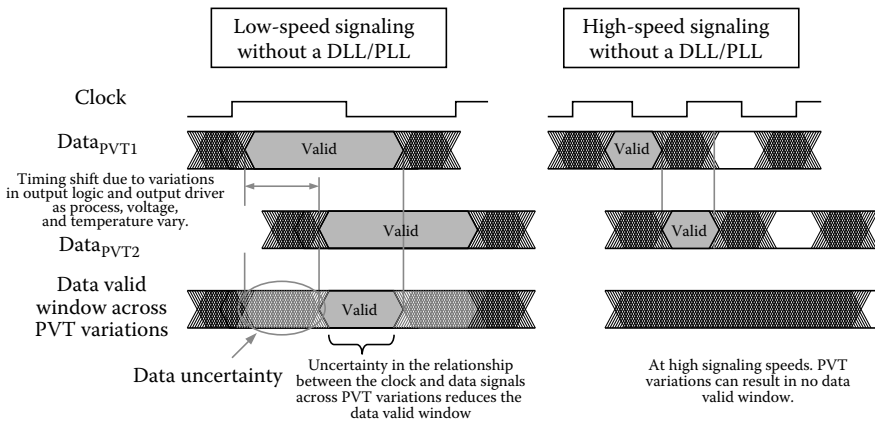 Low-speed signaling
without a DLL/PLL
High-speed signaling
without a DLL/PLL
Clock
DataPVT1
Valid
Valid
Timing shift due to variations
in output logic and output driver
as process, voltage,
and temperature vary.
DataPVT2
Valid
Valid
Data valid
window across
PVT variations
Valid
Data uncertainty
Uncertainty in the relationship
between the clock and data signals
across PVT variations reduces the
data valid window
At high signaling speeds. PVT
variations can result in no data
valid window.